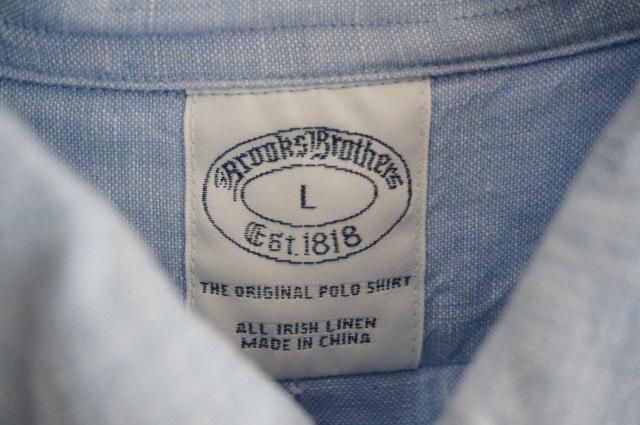 Brooks Brothers
L
Est. 1818
THE ORIGINAL POLO SHIRT
ALL IRISH LINEN
MADE IN CHINA